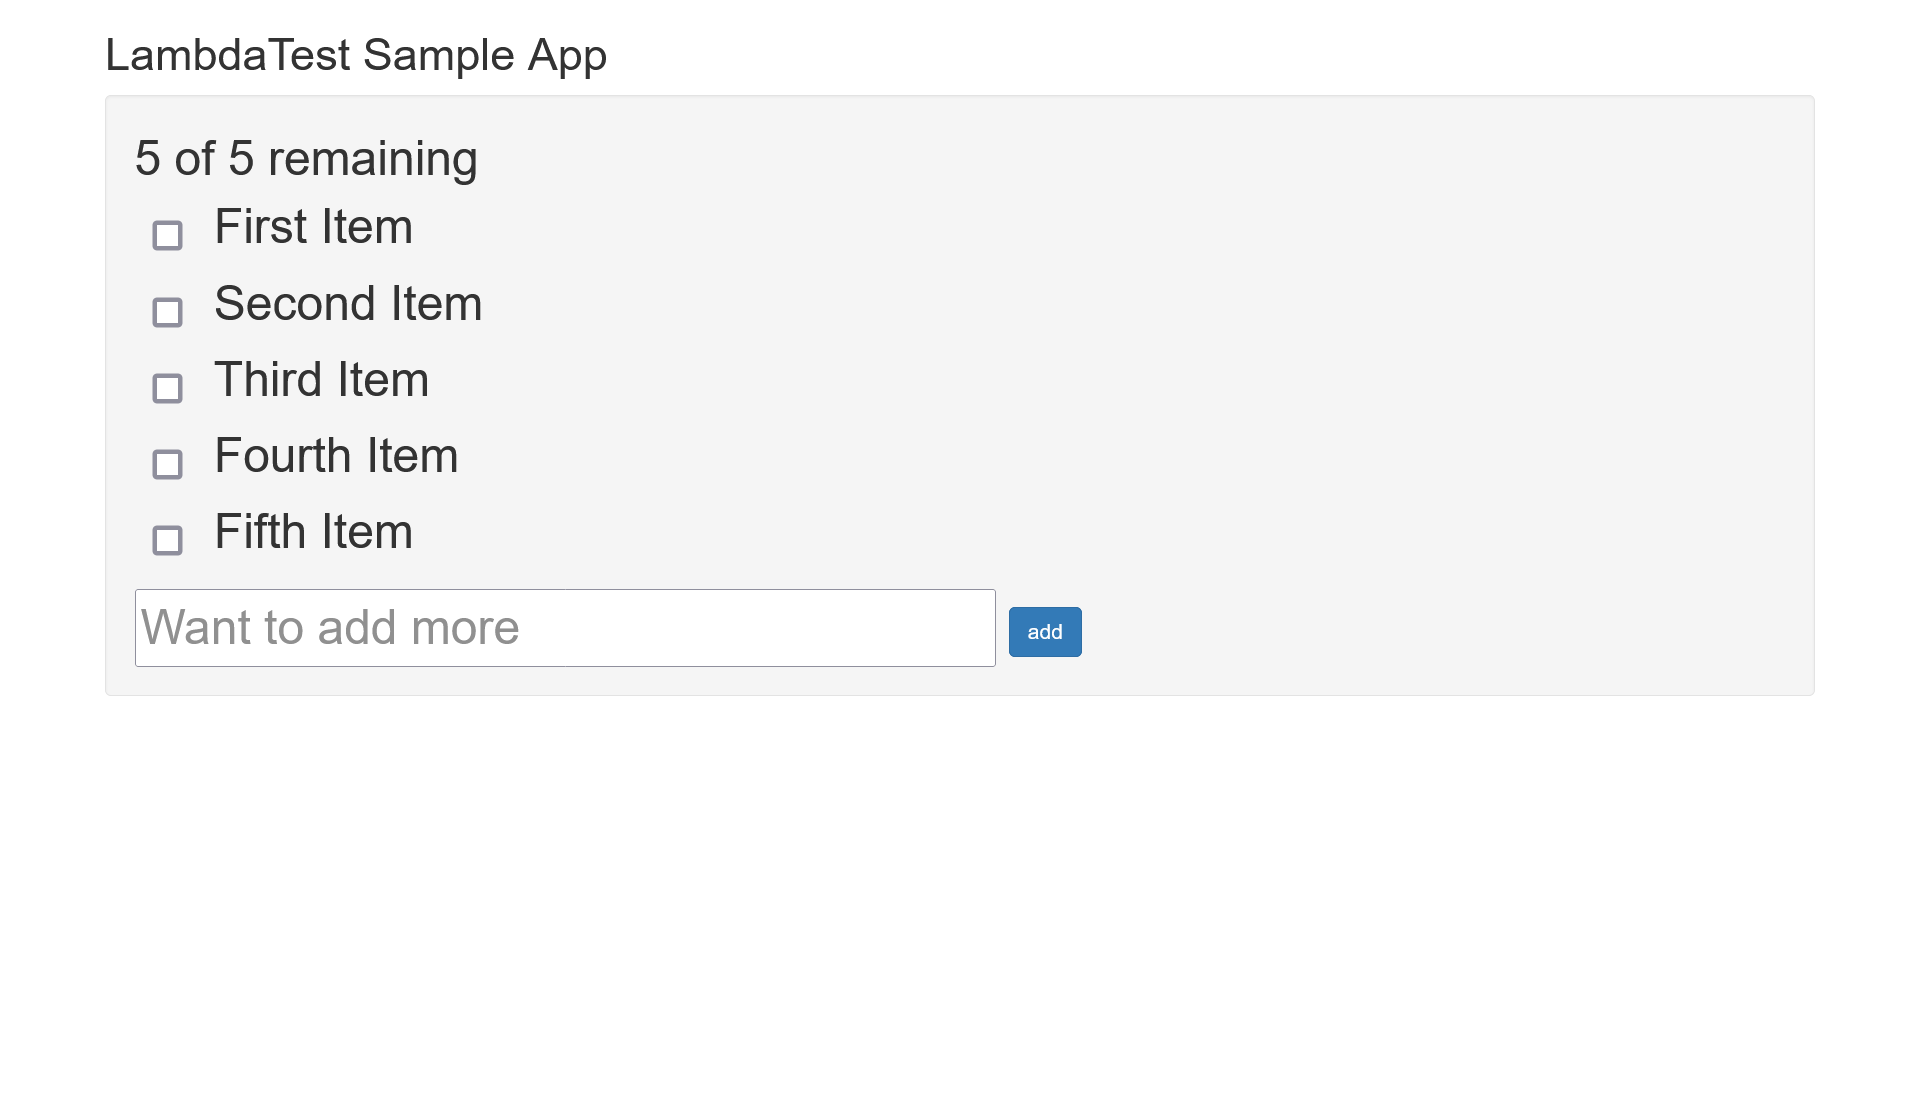 LambdaTest Sample App
5 of 5 remaining
First Item
Second Item
Third Item
Fourth Item
Fifth Item
Want to add more
add